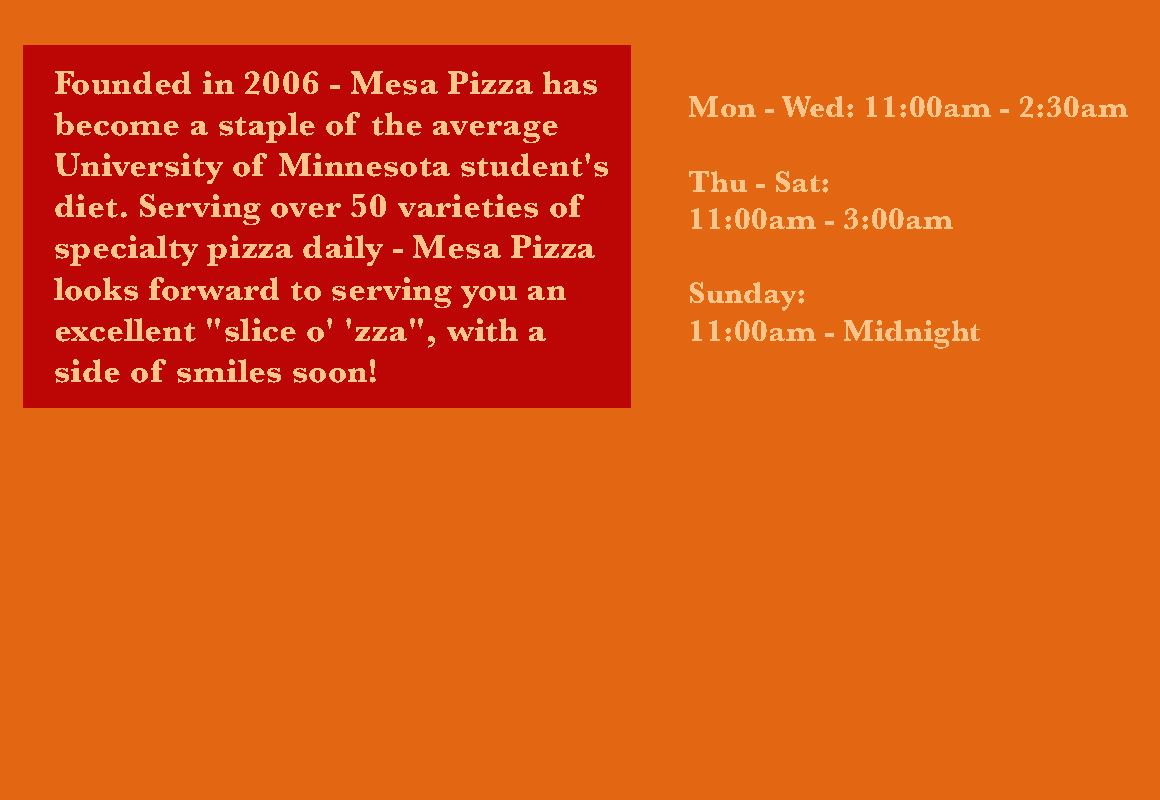 Founded in 2006 - Mesa Pizza has
become a staple of the average
University of Minnesota student's
diet. Serving over 50 varieties of
specialty pizza daily - Mesa Pizza
looks forward to serving you an
excellent "slice o' 'zza", with a
side of smiles soon!
Mon - Wed: 11:00am - 2:30am
Thu - Sat:
11:00am - 3:00am
Sunday:
11:00am - Midnight